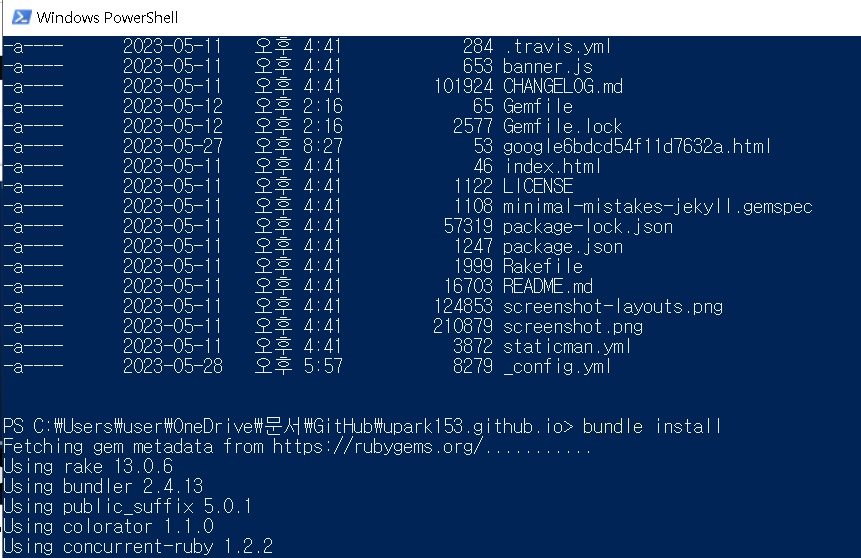 Windows PowerShell
-a---- 2023-05-11 오후 4:41 284 .travis.yml
-a---- 2023-05-11 오후 4:41 653 banner.js
-a---- 2023-05-11 오후 4:41 101924 CHANGELOG.md
-a---- 2023-05-12 오후 2:16 65 Gemfile
-a---- 2023-05-12 오후 2:16 2577 Gemfile.lock
-a---- 2023-05-27 오후 8:27 53 google6bdcd54f11d7632a.html
-a---- 2023-05-11 오후 4:41 46 index.html
-a---- 2023-05-11 오후 4:41 1122 LICENSE
-a---- 2023-05-11 오후 4:41 1108 minimal-mistakes-jekyll.gemspec
-a---- 2023-05-11 오후 4:41 57319 package-lock.json
-a---- 2023-05-11 오후 4:41 1247 package.json
-a---- 2023-05-11 오후 4:41 1999 Rakefile
-a---- 2023-05-11 오후 4:41 16703 README.md
-a---- 2023-05-11 오후 4:41 124853 screenshot-layouts.png
-a---- 2023-05-11 오후 4:41 210879 screenshot.png
-a---- 2023-05-11 오후 4:41 3872 staticman.yml
-a---- 2023-05-28 오후 5:57 8279 _config.yml
PS C:₩Users₩user₩OneDrive₩문서₩GitHub₩upark153.github.io> bundle install
Fetching gem metadata from https://rubygems.org/...........
Using rake 13.0.6
Using bundler 2.4.13
Using public_suffix 5.0.1
Using colorator 1.1.0
Using concurrent-ruby 1.2.2